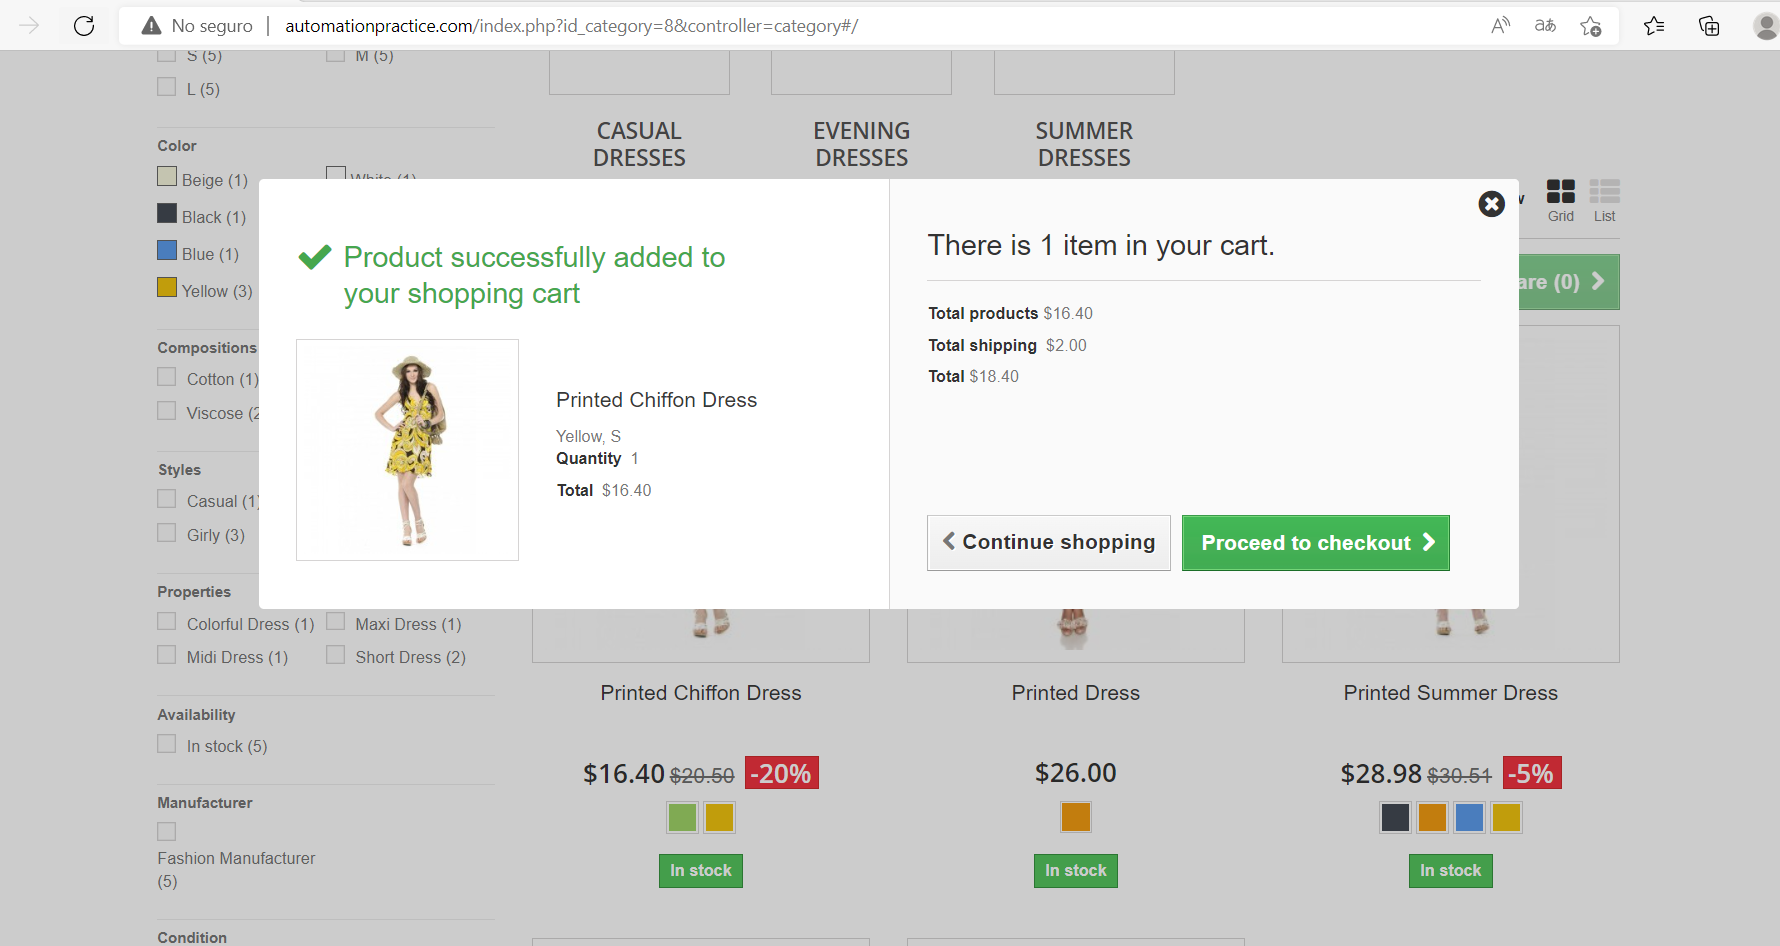 No seguro
automationpractice.com/index.php?id_category=8&controller=category#/
S (5)
M (5)
L (5)
CASUAL
DRESSES
EVENING
DRESSES
SUMMER
DRESSES
Color
Beige (1)
White (1)
Black (1)
Blue (1)
Yellow (3)
Grid
List
(0)
Product successfully added to
your shopping cart
Printed Chiffon Dress
Yellow, S
Quantity 1
Total $16.40
There is 1 item in your cart.
Total products $16.40
Total shipping $2.00
Total $18.40
Continue shopping
Proceed to checkout
Compositions
Cotton (1)
Viscose (2
Styles
Casual (1)
Girly (3)
Properties
Colorful Dress (1)
Maxi Dress (1)
Midi Dress (1)
Short Dress (2)
Availability
In stock (5)
Manufacturer
Fashion Manufacturer
(5)
Condition
Printed Chiffon Dress
$16.40 $20.50 -20%
In stock
Printed Dress
$26.00
In stock
Printed Summer Dress
$28.98 $30.51 -5%
In stock